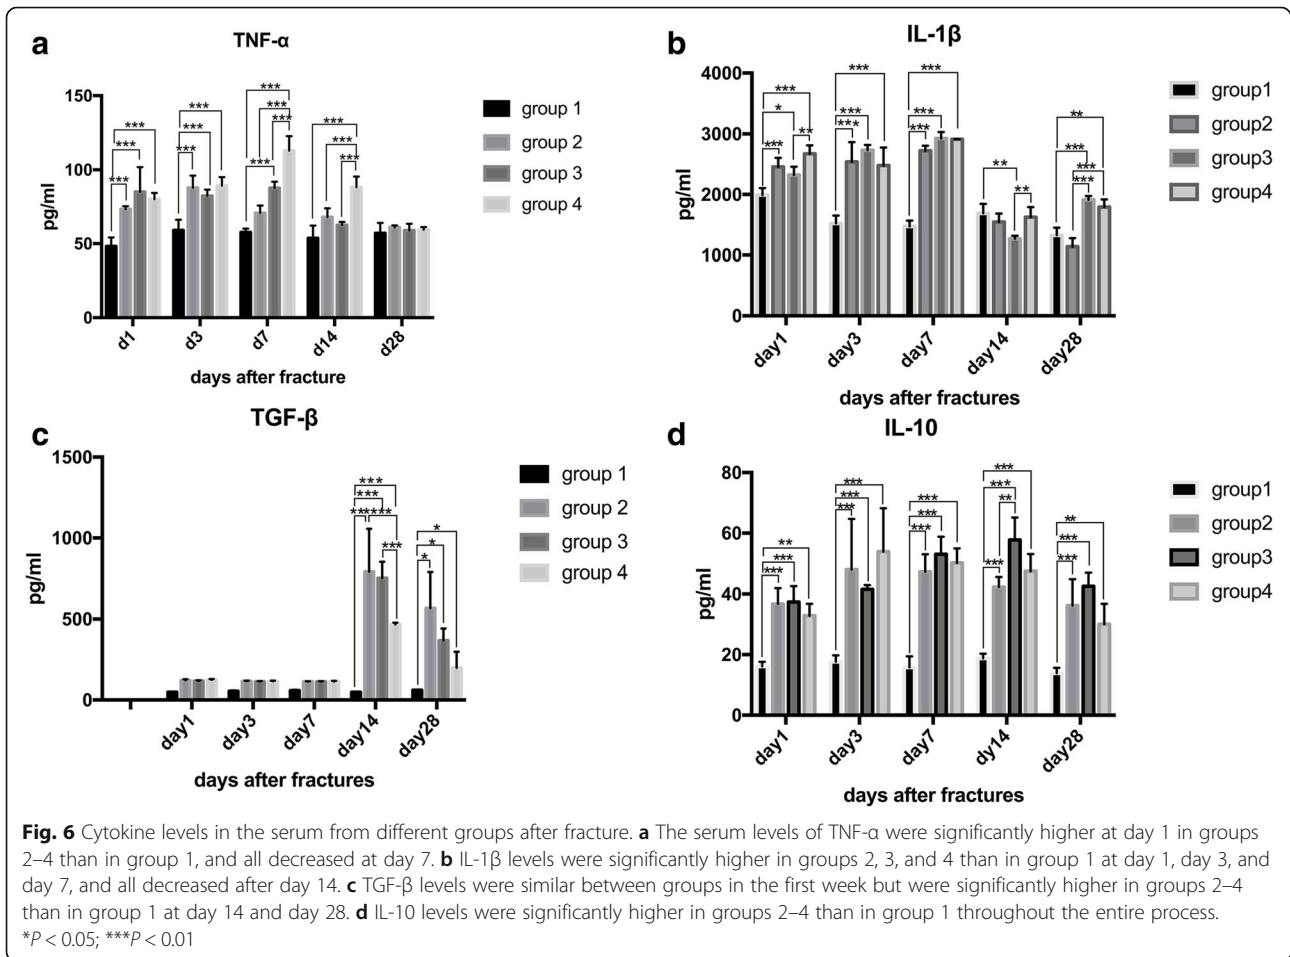 a
TNF-α
150
100
50
0
pg/ml
***
***
***
***
***
***
***
***
***
***
***
***
***
d1
d3
d7
d14
d28
days after fracture
group 1
group 2
group 3
group 4
b
IL-1β
4000
3000
2000
1000
0
pg/ml
***
*
***
**
***
***
***
***
***
***
**
**
**
***
***
***
day1
day3
day7
day14
day28
days after fractures
group1
group2
group3
group4
c
TGF-β
1500
1000
500
0
pg/ml
***
***
******
***
*
*
*
day1
day3
day7
day14
day28
days after fractures
group 1
group 2
group 3
group 4
d
IL-10
80
60
40
20
0
pg/ml
**
***
***
***
***
***
***
***
***
***
***
**
***
**
***
***
day1
day3
day7
dy14
day28
days after fractures
group1
group2
group3
group4
Fig. 6 Cytokine levels in the serum from different groups after fracture. a The serum levels of TNF-α were significantly higher at day 1 in groups
2–4 than in group 1, and all decreased at day 7. b IL-1β levels were significantly higher in groups 2, 3, and 4 than in group 1 at day 1, day 3, and
day 7, and all decreased after day 14. c TGF-β levels were similar between groups in the first week but were significantly higher in groups 2–4
than in group 1 at day 14 and day 28. d IL-10 levels were significantly higher in groups 2–4 than in group 1 throughout the entire process.
*P < 0.05; ***P < 0.01